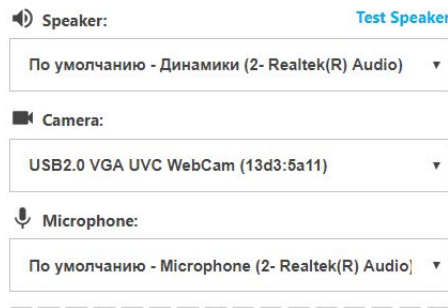 Speaker:
Test Speaker
По умолчанию - Динамики (2- Realtek(R) Audio)
Camera:
USB2.0 VGA UVC WebCam (13d3:5a11)
Microphone:
По умолчанию - Microphone (2- Realtek(R) Audio)